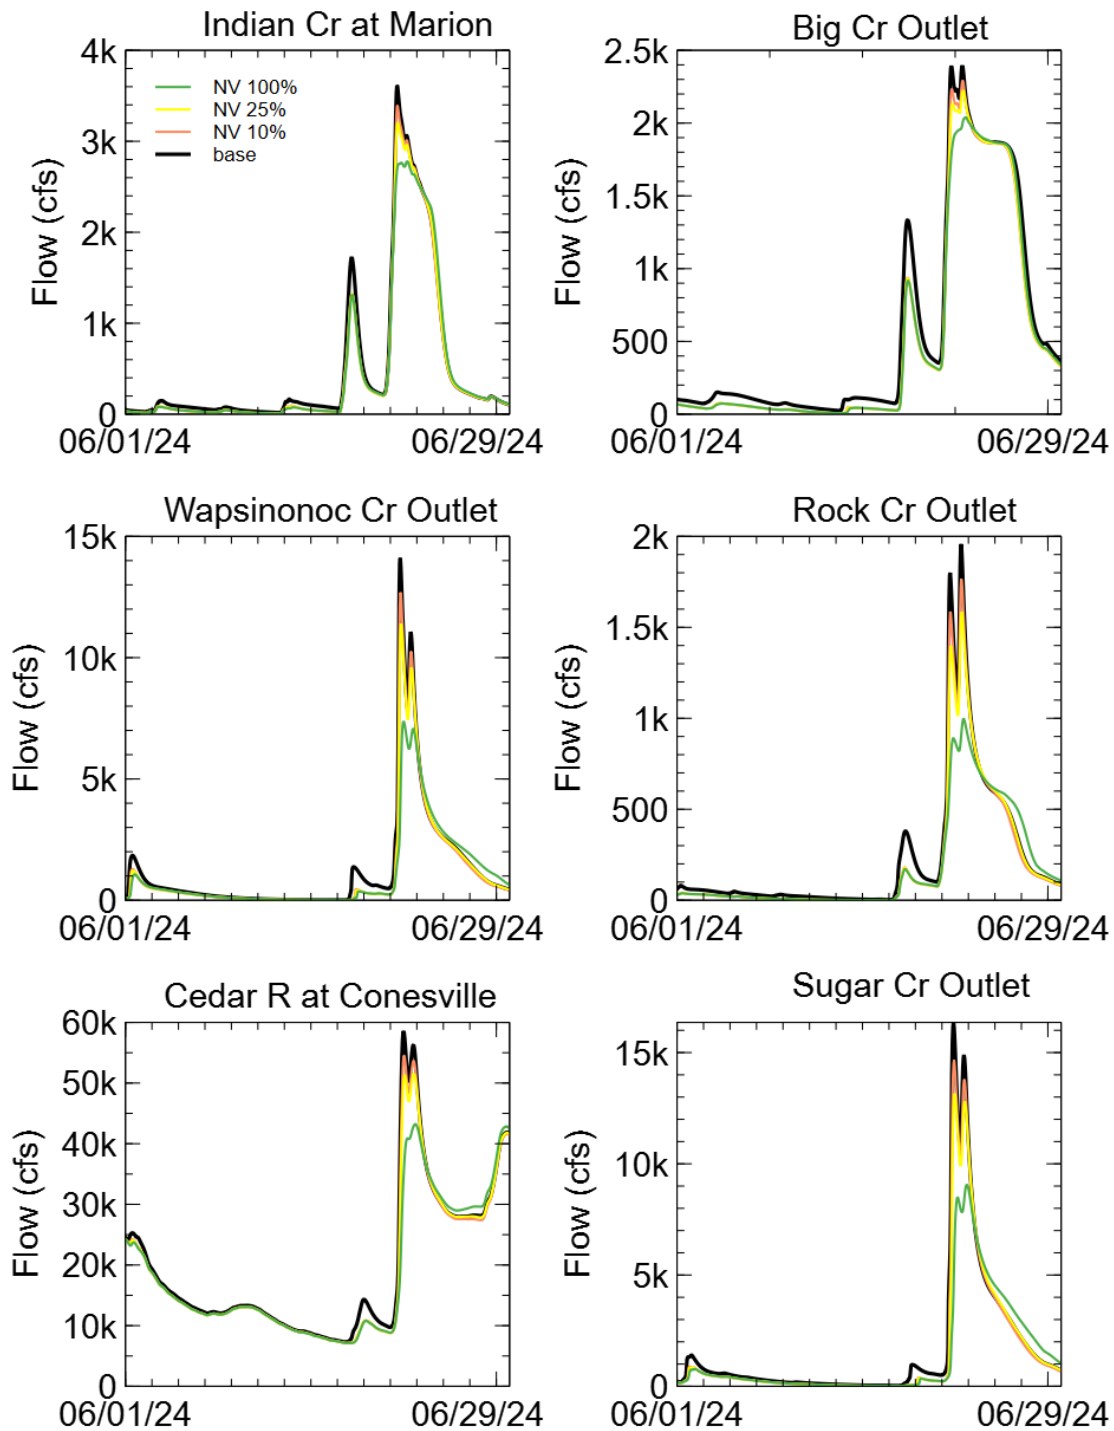 Indian Cr at Marion
4k
3k
2k
1k
0
Flow (cfs)
NV 100%
NV 25%
NV 10%
base
06/01/24
06/29/24
Big Cr Outlet
2.5k
2k
1.5k
1k
500
0
Flow (cfs)
06/01/24
06/29/24
Wapsinonoc Cr Outlet
15k
10k
5k
0
Flow (cfs)
06/01/24
06/29/24
Rock Cr Outlet
2k
1.5k
1k
500
0
Flow (cfs)
06/01/24
06/29/24
Cedar R at Conesville
60k
50k
40k
30k
20k
10k
0
Flow (cfs)
06/01/24
06/29/24
Sugar Cr Outlet
15k
10k
5k
0
Flow (cfs)
06/01/24
06/29/24